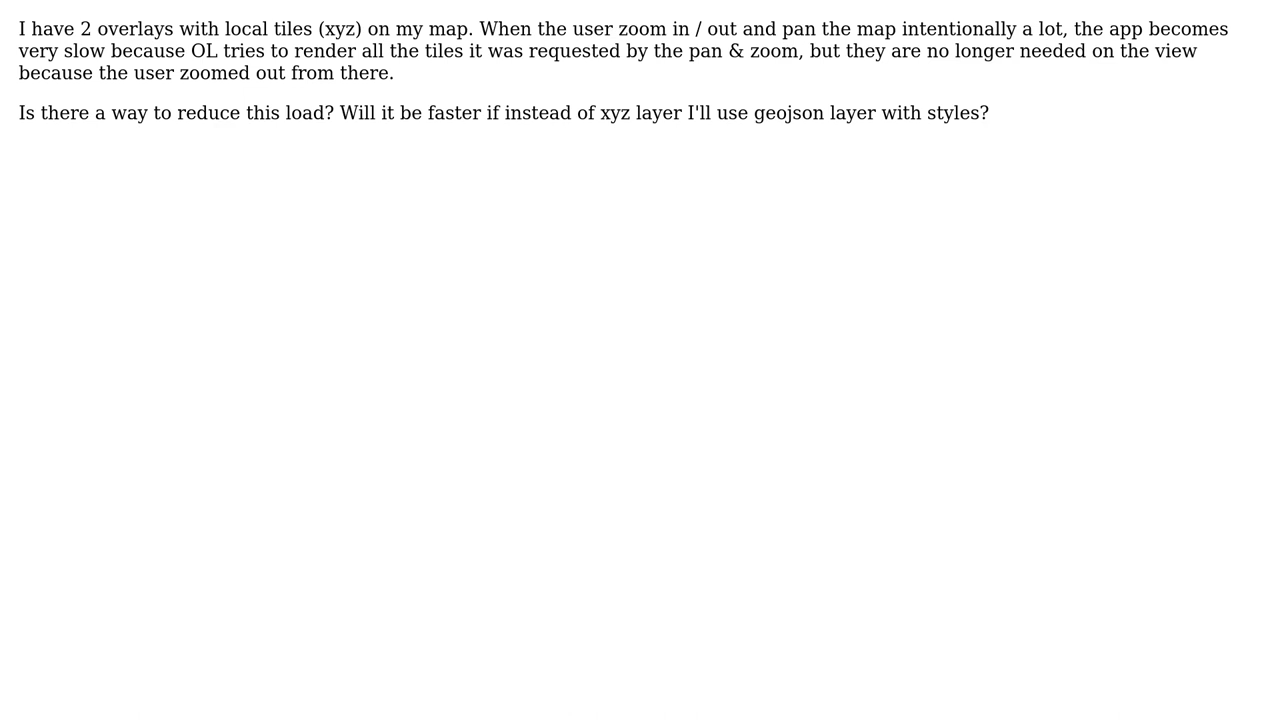 I have 2 overlays with local tiles (xyz) on my map. When the user zoom in / out and pan the map intentionally a lot, the app becomes
very slow because OL tries to render all the tiles it was requested by the pan & zoom, but they are no longer needed on the view
because the user zoomed out from there.
Is there a way to reduce this load? Will it be faster if instead of xyz layer I'll use geojson layer with styles?